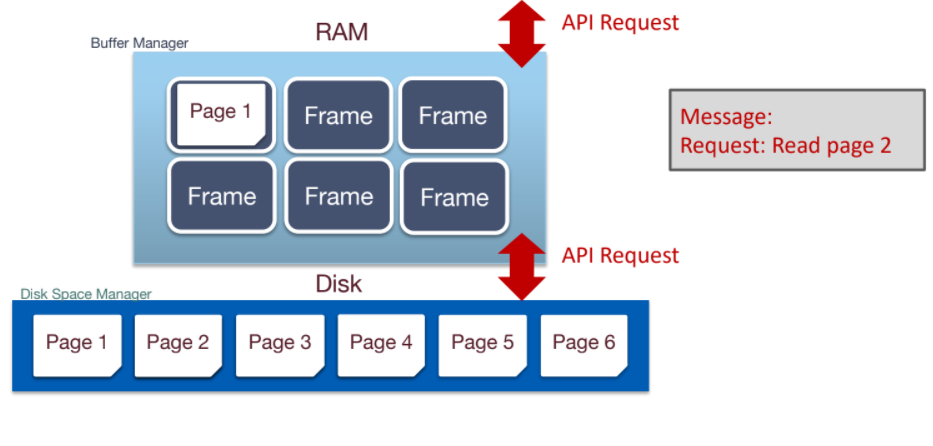 RAM
API Request
Buffer Manager
Page 1
Frame
Frame
Message:
Request: Read page 2
Frame
Frame
Frame
API Request
Disk
Disk Space Manager
Page 1
Page 2
Page 3
Page 4
Page 5
Page 6